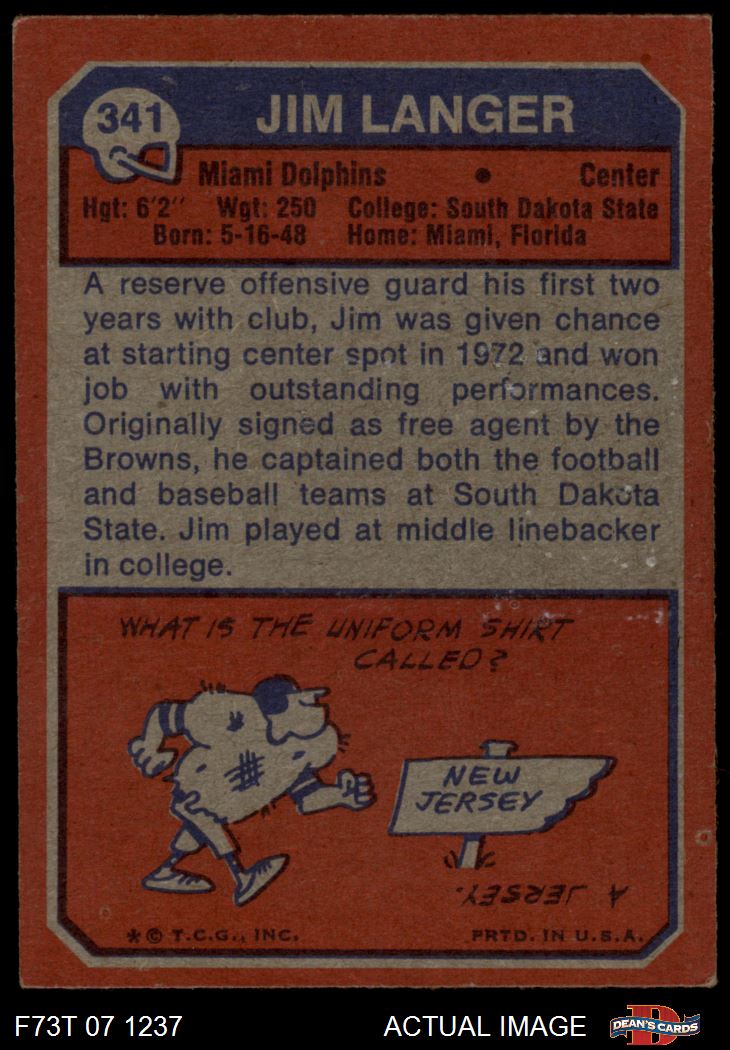 341
JIM LANGER
Miami Dolphins • Center
Hgt: 6'2" Wgt: 250 College: South Dakota State
Born: 5-16-48 Home: Miami, Florida
A reserve offensive guard his first two
years with club, Jim was given chance
at starting center spot in 1972 and won
job with outstanding performances.
Originally signed as free agent by the
Browns, he captained both the football
and baseball teams at South Dakota
State. Jim played at middle linebacker
in college.
WHAT IS THE UNIFORM SHIRT
CALLED?
NEW
JERSEY
A JERSEY.
* © T.C.G., INC. PRTD. IN U.S.A.
F73T 07 1237 ACTUAL IMAGE DEAN'S CARDS